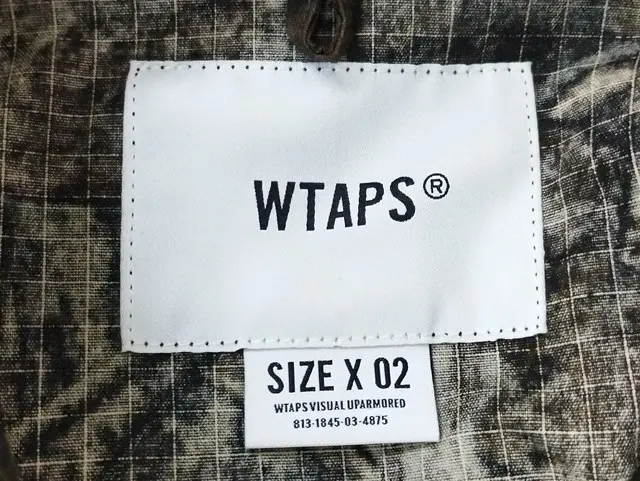 WTAPS®
SIZE X 02
WTAPS VISUAL UPARMORED
813-1845-03-4875